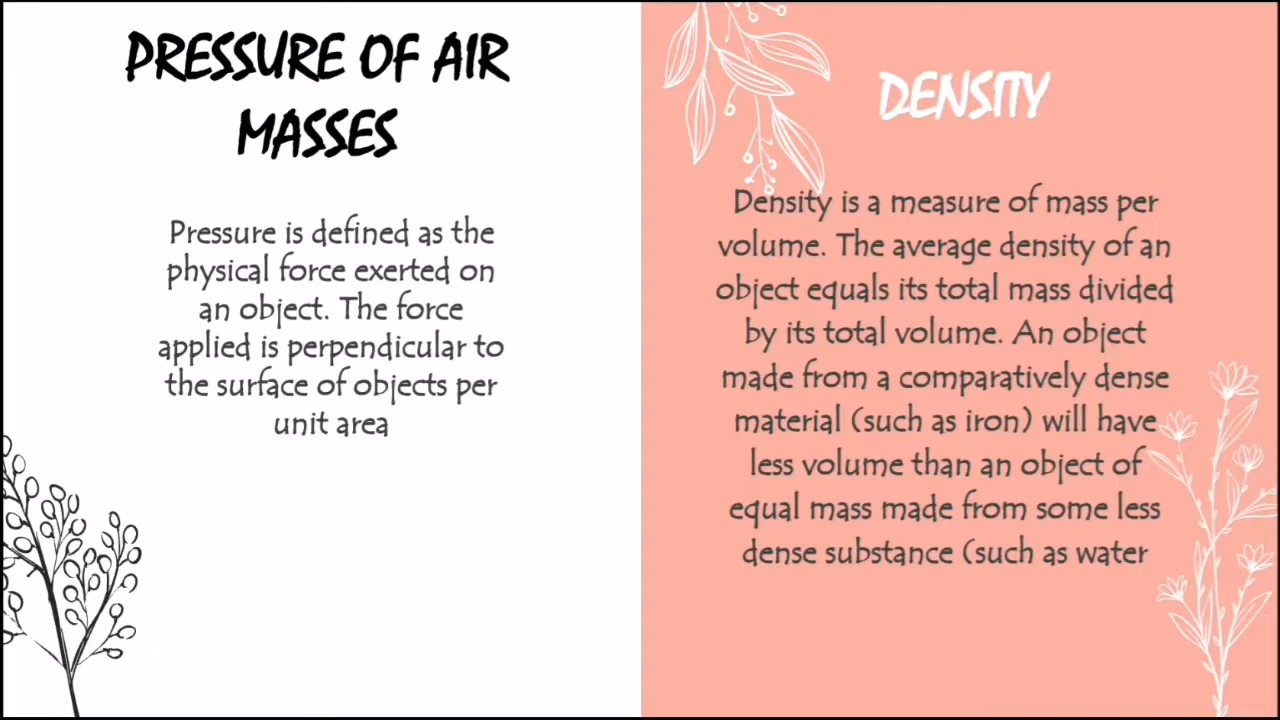 PRESSURE OF AIR
MASSES
Pressure is defined as the
physical force exerted on
an object. The force
applied is perpendicular to
the surface of objects per
unit area
DENSITY
Density is a measure of mass per
volume. The average density of an
object equals its total mass divided
by its total volume. An object
made from a comparatively dense
material (such as iron) will have
less volume than an object of
equal mass made from some less
dense substance (such as water